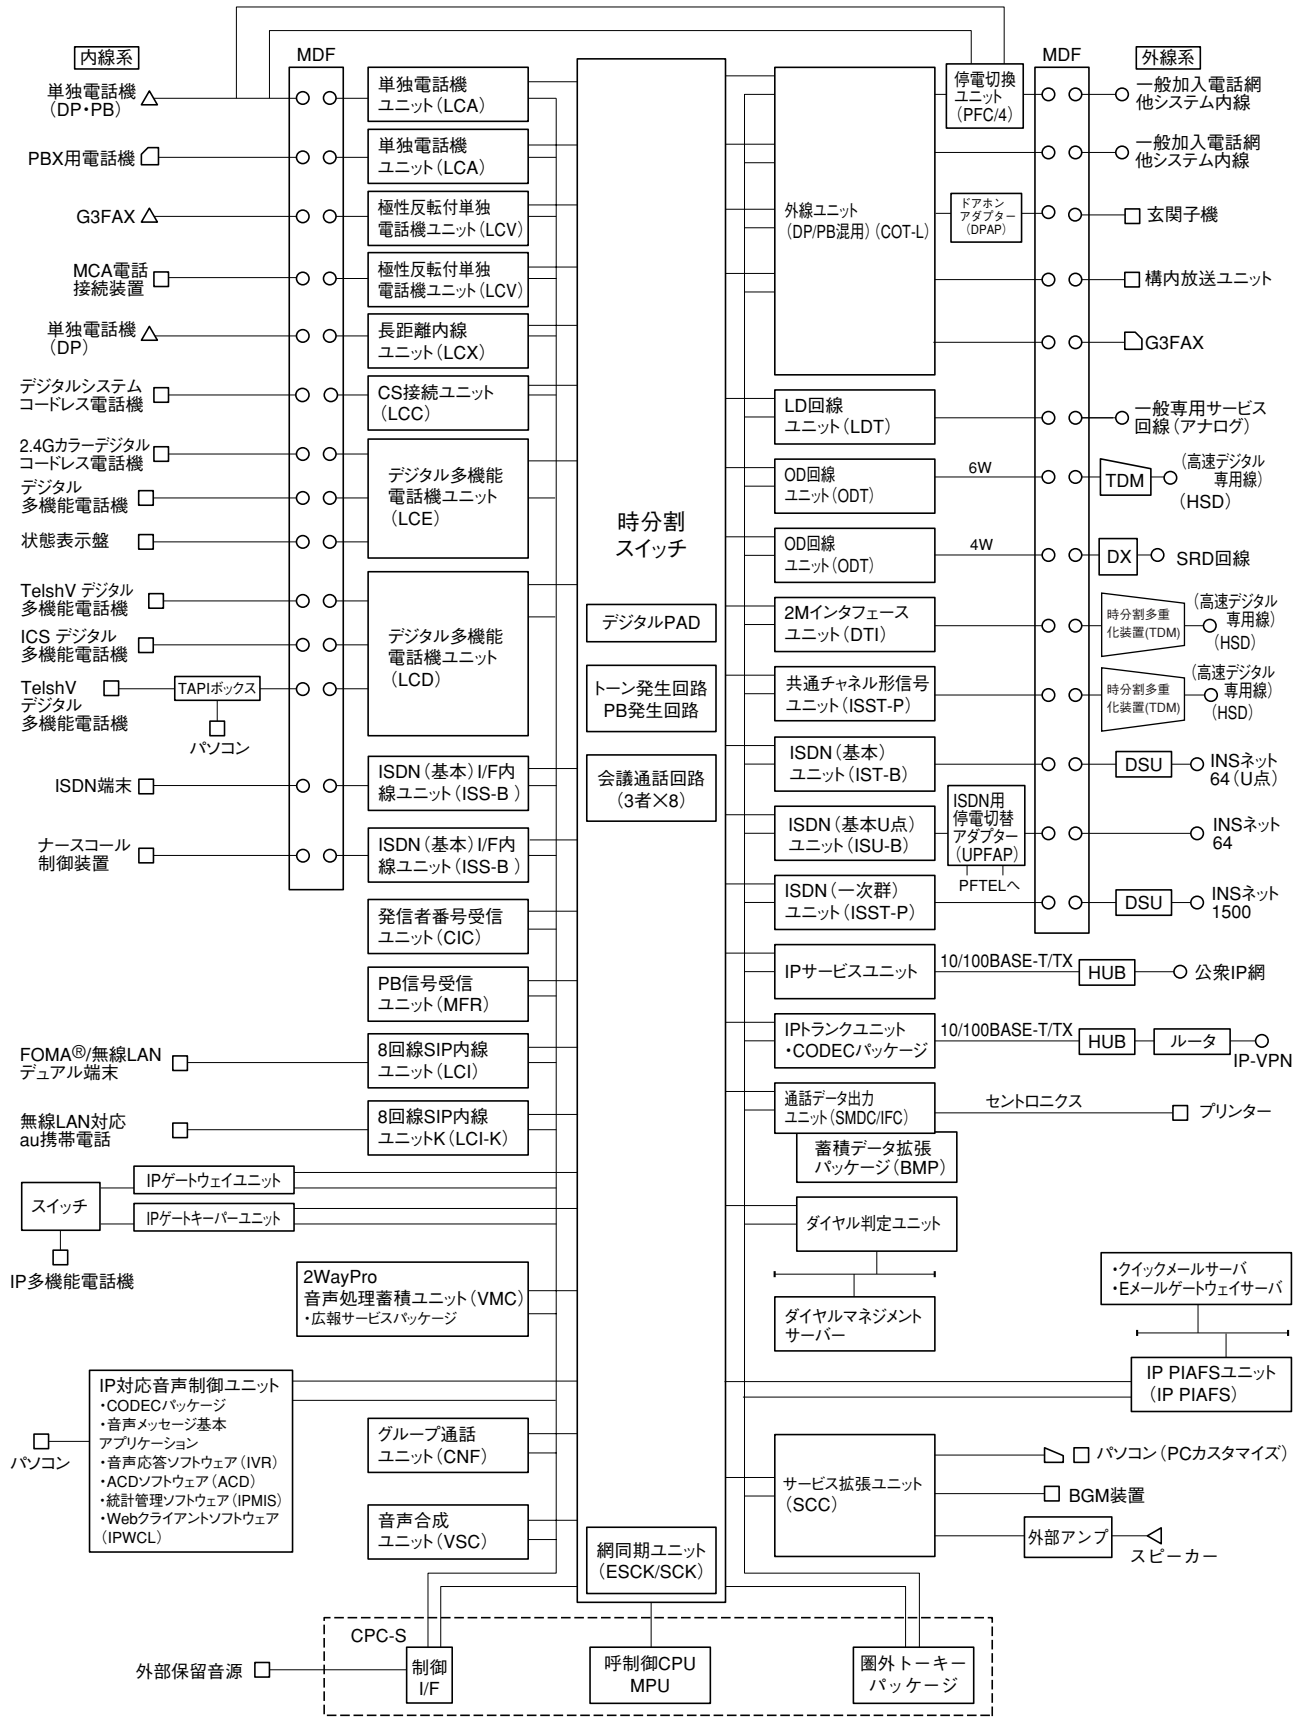 内線系
MDF
単独電話機
(DP・PB)
PBX用電話機
G3FAX
MCA電話
接続装置
単独電話機
(DP)
デジタルシステム
コードレス電話機
2.4Gカラーデジタル
コードレス電話機
デジタル
多機能電話機
状態表示盤
TelshV デジタル
多機能電話機
ICS デジタル
多機能電話機
TelshV
デジタル
多機能電話機
TAPIボックス
パソコン
ISDN端末
ナースコール
制御装置
FOMA®/無線LAN
デュアル端末
無線LAN対応
au携帯電話
スイッチ
IP多機能電話機
IPゲートウェイユニット
IPゲートキーパーユニット
パソコン
外部保留音源
単独電話機
ユニット(LCA)
単独電話機
ユニット(LCA)
極性反転付単独
電話機ユニット(LCV)
極性反転付単独
電話機ユニット(LCV)
長距離内線
ユニット(LCX)
CS接続ユニット
(LCC)
デジタル多機能
電話機ユニット
(LCE)
デジタル多機能
電話機ユニット
(LCD)
ISDN(基本)I/F内
線ユニット(ISS-B )
ISDN(基本)I/F内
線ユニット(ISS-B )
発信者番号受信
ユニット(CIC)
PB信号受信
ユニット(MFR)
8回線SIP内線
ユニット(LCI)
8回線SIP内線
ユニットK(LCI-K)
2WayPro
音声処理蓄積ユニット(VMC)
・広報サービスパッケージ
IP対応音声制御ユニット
・CODECパッケージ
・音声メッセージ基本
アプリケーション
・音声応答ソフトウェア(IVR)
・ACDソフトウェア(ACD)
・統計管理ソフトウェア(IPMIS)
・Webクライアントソフトウェア
(IPWCL)
グループ通話
ユニット(CNF)
音声合成
ユニット(VSC)
時分割
スイッチ
デジタルPAD
トーン発生回路
PB発生回路
会議通話回路
(3者×8)
網同期ユニット
(ESCK/SCK)
CPC-S
制御
I/F
呼制御CPU
MPU
圏外トーキー
パッケージ
外線ユニット
(DP/PB混用)(COT-L)
LD回線
ユニット(LDT)
OD回線
ユニット(ODT)
6W
OD回線
ユニット(ODT)
4W
2Mインタフェース
ユニット(DTI)
共通チャネル形信号
ユニット(ISST-P)
ISDN(基本)
ユニット(IST-B)
ISDN(基本U点)
ユニット(ISU-B)
ISDN(一次群)
ユニット(ISST-P)
IPサービスユニット
10/100BASE-T/TX
HUB
公衆IP網
IPトランクユニット
・CODECパッケージ
10/100BASE-T/TX
HUB
ルータ
IP-VPN
通話データ出力
ユニット(SMDC/IFC)
セントロニクス
プリンター
蓄積データ拡張
パッケージ(BMP)
ダイヤル判定ユニット
ダイヤルマネジメント
サーバー
・クイックメールサーバ
・Eメールゲートウェイサーバ
IP PIAFSユニット
(IP PIAFS)
サービス拡張ユニット
(SCC)
パソコン(PCカスタマイズ)
BGM装置
外部アンプ
スピーカー
停電切換
ユニット
(PFC/4)
ドアホン
アダプター
(DPAP)
ISDN用
停電切替
アダプター
(UPFAP)
PFTELへ
MDF
外線系
一般加入電話網
他システム内線
一般加入電話網
他システム内線
玄関子機
構内放送ユニット
G3FAX
一般専用サービス
回線(アナログ)
TDM
(高速デジタル
専用線)
(HSD)
DX
SRD回線
時分割多重
化装置(TDM)
(高速デジタル
専用線)
(HSD)
時分割多重
化装置(TDM)
(高速デジタル
専用線)
(HSD)
DSU
INSネット
64(U点)
INSネット
64
DSU
INSネット
1500